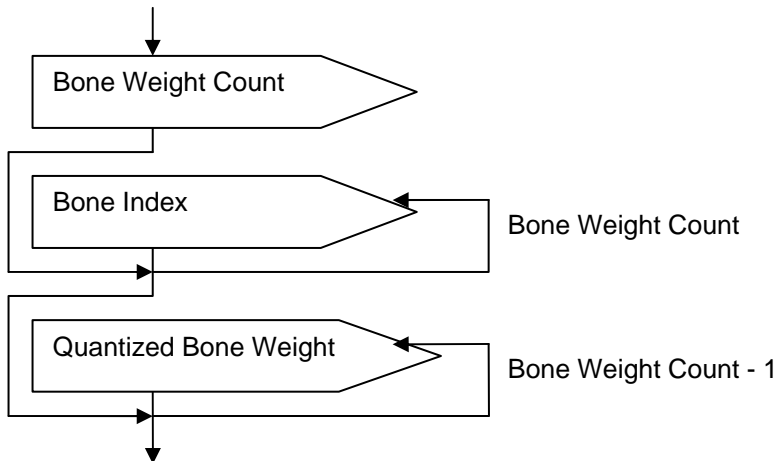 Bone Weight Count
Bone Index
Bone Weight Count
Quantized Bone Weight
Bone Weight Count - 1